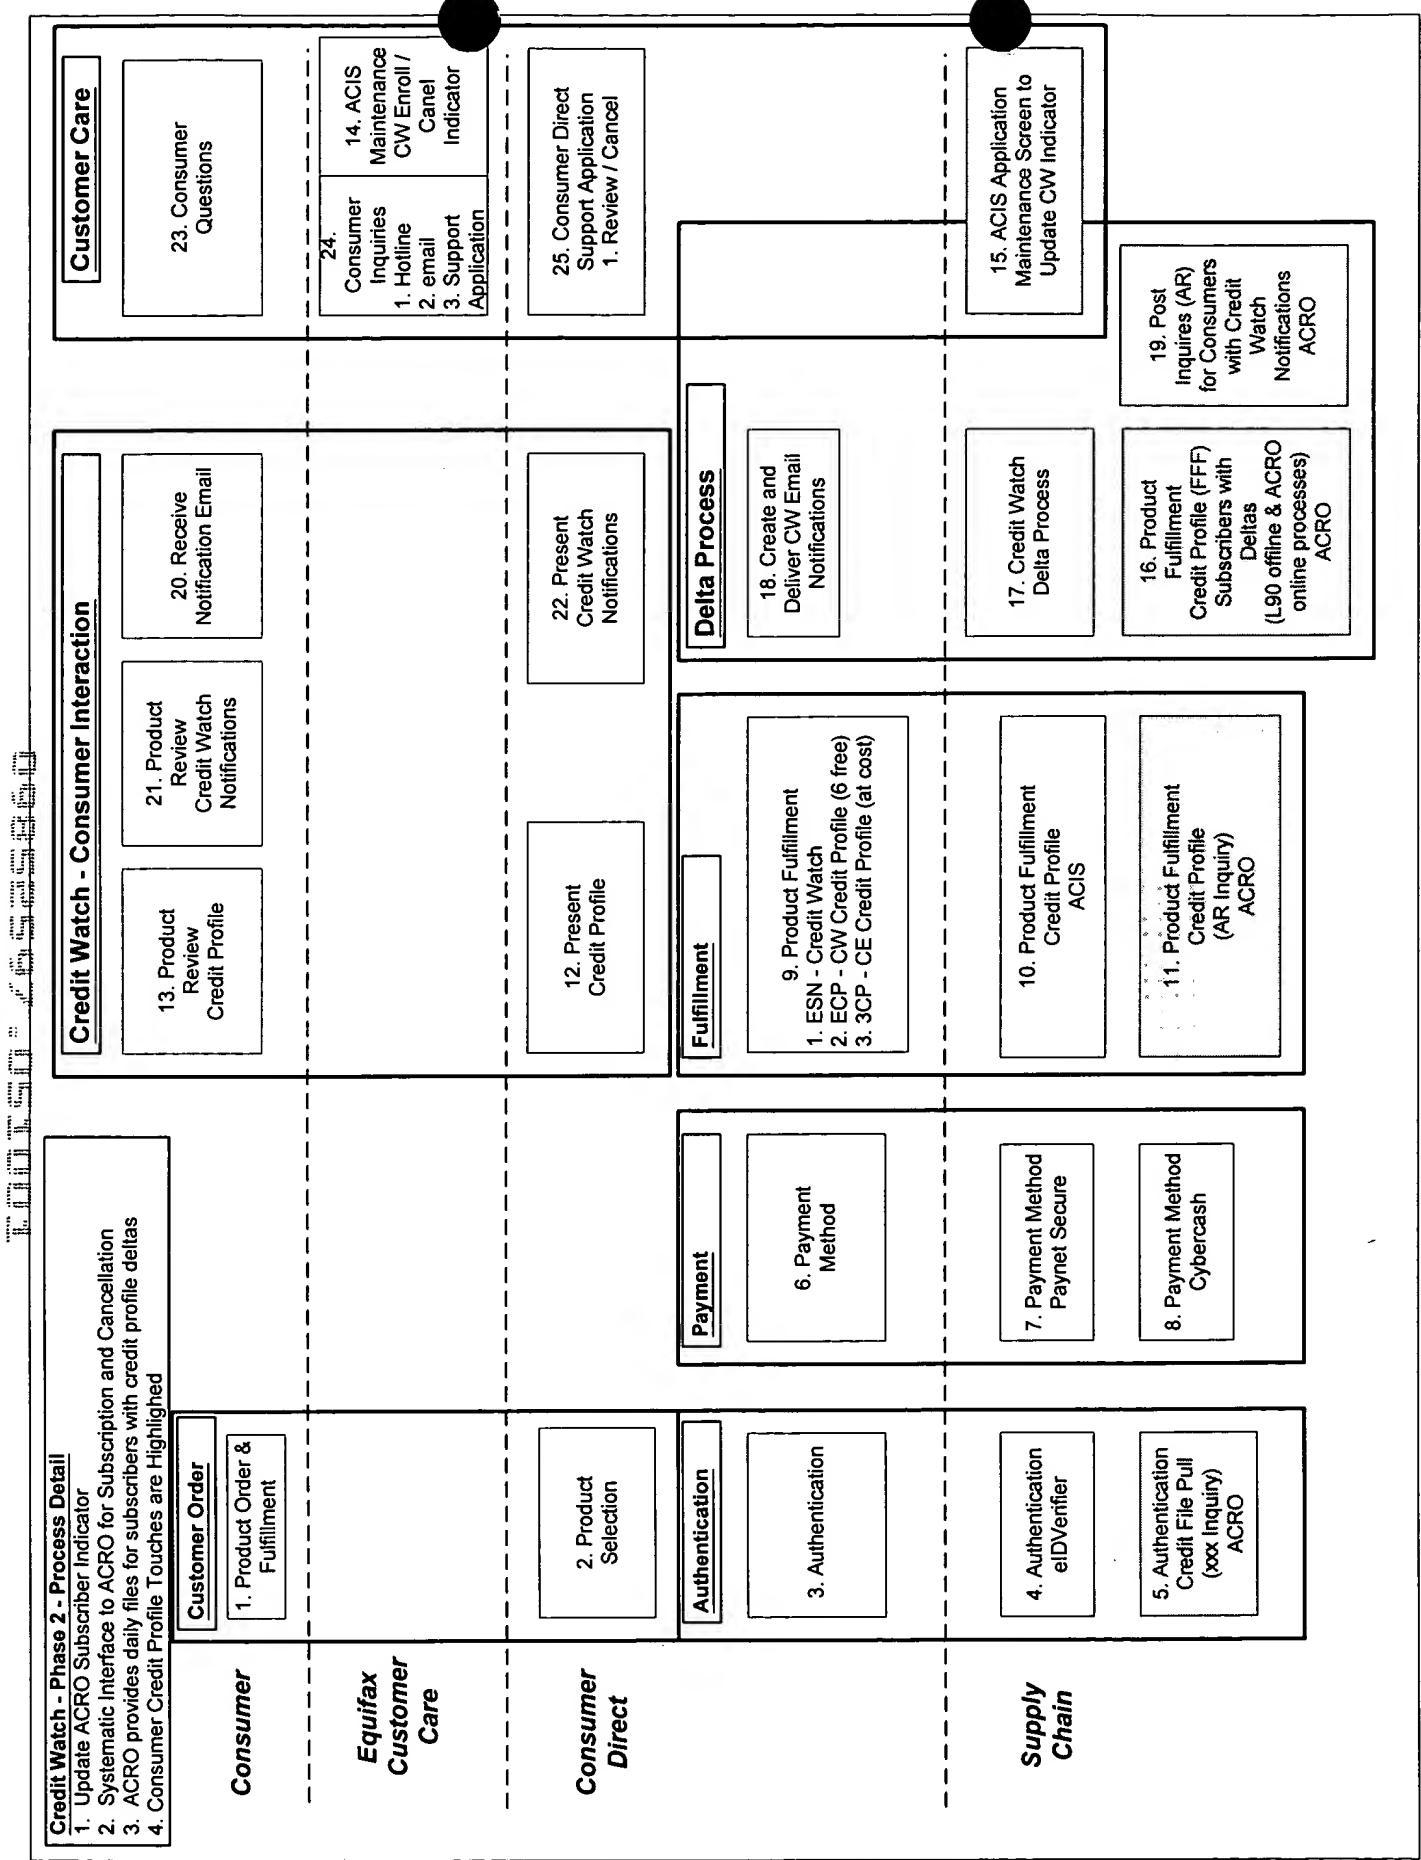 Credit Watch - Phase 2 - Process Detail
1. Update ACRO Subscriber Indicator
2. Systematic Interface to ACRO for Subscription and Cancellation
3. ACRO provides daily files for subscribers with credit profile deltas
4. Consumer Credit Profile Touches are Highlighed
Consumer
Equifax
Customer
Care
Consumer
Direct
Supply
Chain
Customer Order
1. Product Order &
Fulfillment
2. Product
Selection
Authentication
3. Authentication
4. Authentication
eIDVerifier
5. Authentication
Credit File Pull
(xxx Inquiry)
ACRO
Payment
6. Payment
Method
7. Payment Method
Paynet Secure
8. Payment Method
Cybercash
Credit Watch - Consumer Interaction
13. Product
Review
Credit Profile
21. Product
Review
Credit Watch
Notifications
20. Receive
Notification Email
12. Present
Credit Profile
22. Present
Credit Watch
Notifications
Fulfillment
9. Product Fulfillment
1. ESN - Credit Watch
2. ECP - CW Credit Profile (6 free)
3. 3CP - CE Credit Profile (at cost)
10. Product Fulfillment
Credit Profile
ACIS
11. Product Fulfillment
Credit Profile
(AR Inquiry)
ACRO
Delta Process
18. Create and
Deliver CW Email
Notifications
17. Credit Watch
Delta Process
16. Product
Fulfillment
Credit Profile (FFF)
Subscribers with
Deltas
(L90 offline & ACRO
online processes)
ACRO
19. Post
Inquires (AR)
for Consumers
with Credit
Watch
Notifications
ACRO
Customer Care
23. Consumer
Questions
24.
Consumer
Inquiries
1. Hotline
2. email
3. Support
Application
14. ACIS
Maintenance
CW Enroll /
Canel
Indicator
25. Consumer Direct
Support Application
1. Review / Cancel
15. ACIS Application
Maintenance Screen to
Update CW Indicator